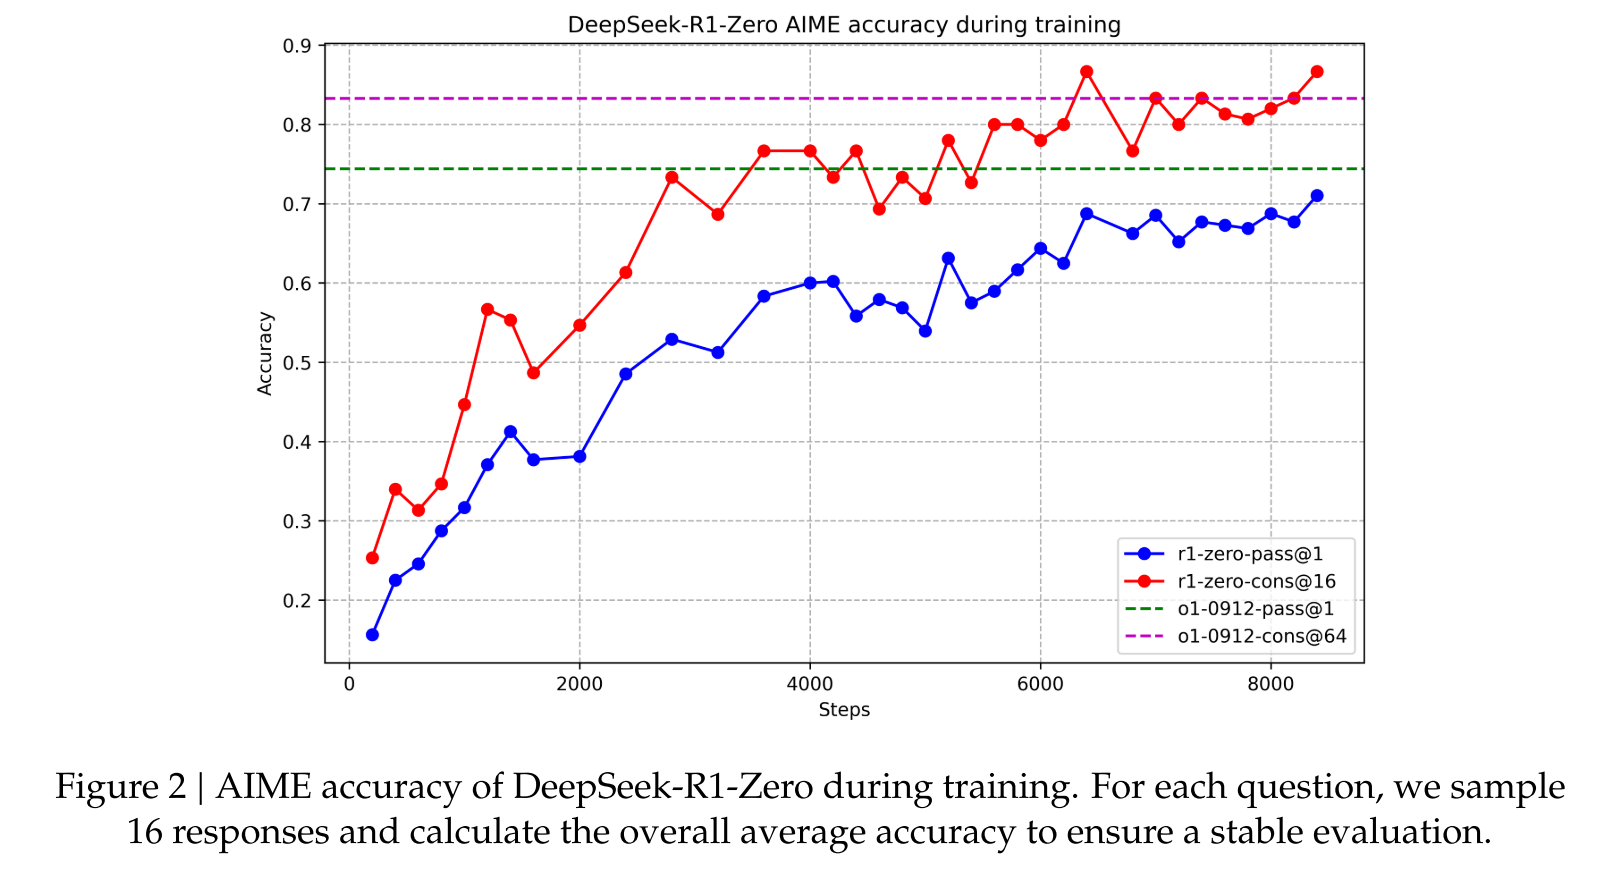 DeepSeek-R1-Zero AIME accuracy during training
0.9
0.8
0.7
0.6
0.5
0.4
0.3
0.2
Accuracy
0 2000 4000 6000 8000
Steps
r1-zero-pass@1
r1-zero-cons@16
o1-0912-pass@1
o1-0912-cons@64
Figure 2 | AIME accuracy of DeepSeek-R1-Zero during training. For each question, we sample
16 responses and calculate the overall average accuracy to ensure a stable evaluation.